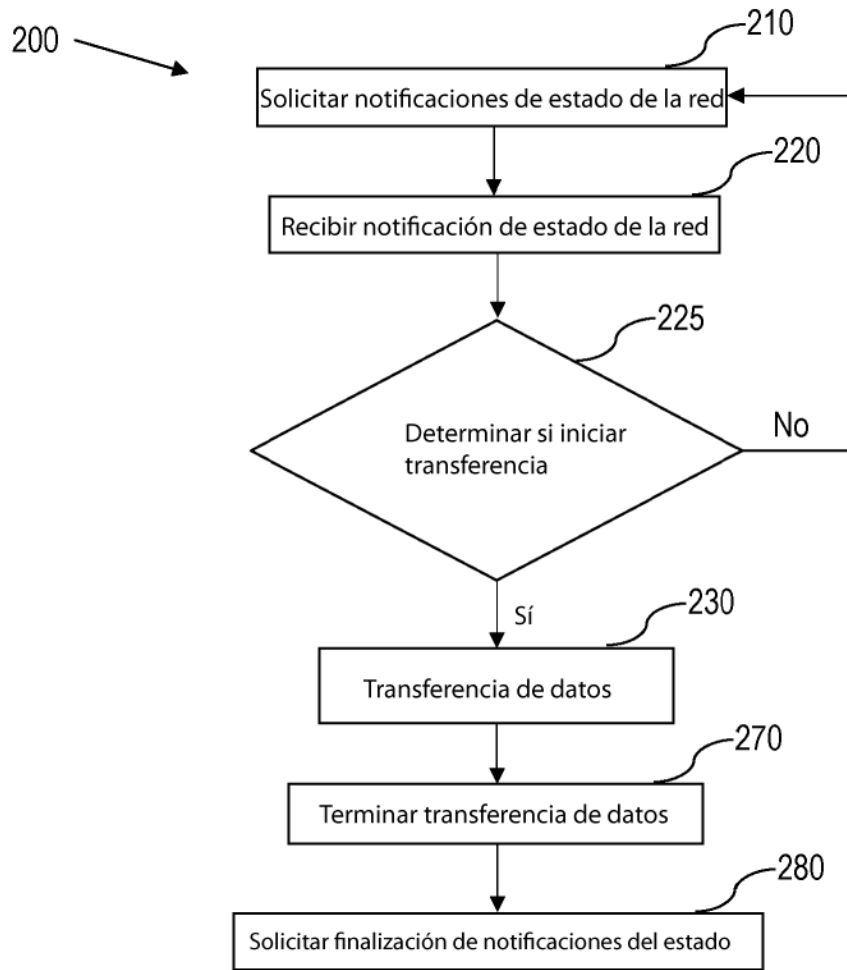 200
210
Solicitar notificaciones de estado de la red
220
Recibir notificación de estado de la red
225
Determinar si iniciar
transferencia
No
Sí
230
Transferencia de datos
270
Terminar transferencia de datos
280
Solicitar finalización de notificaciones del estado